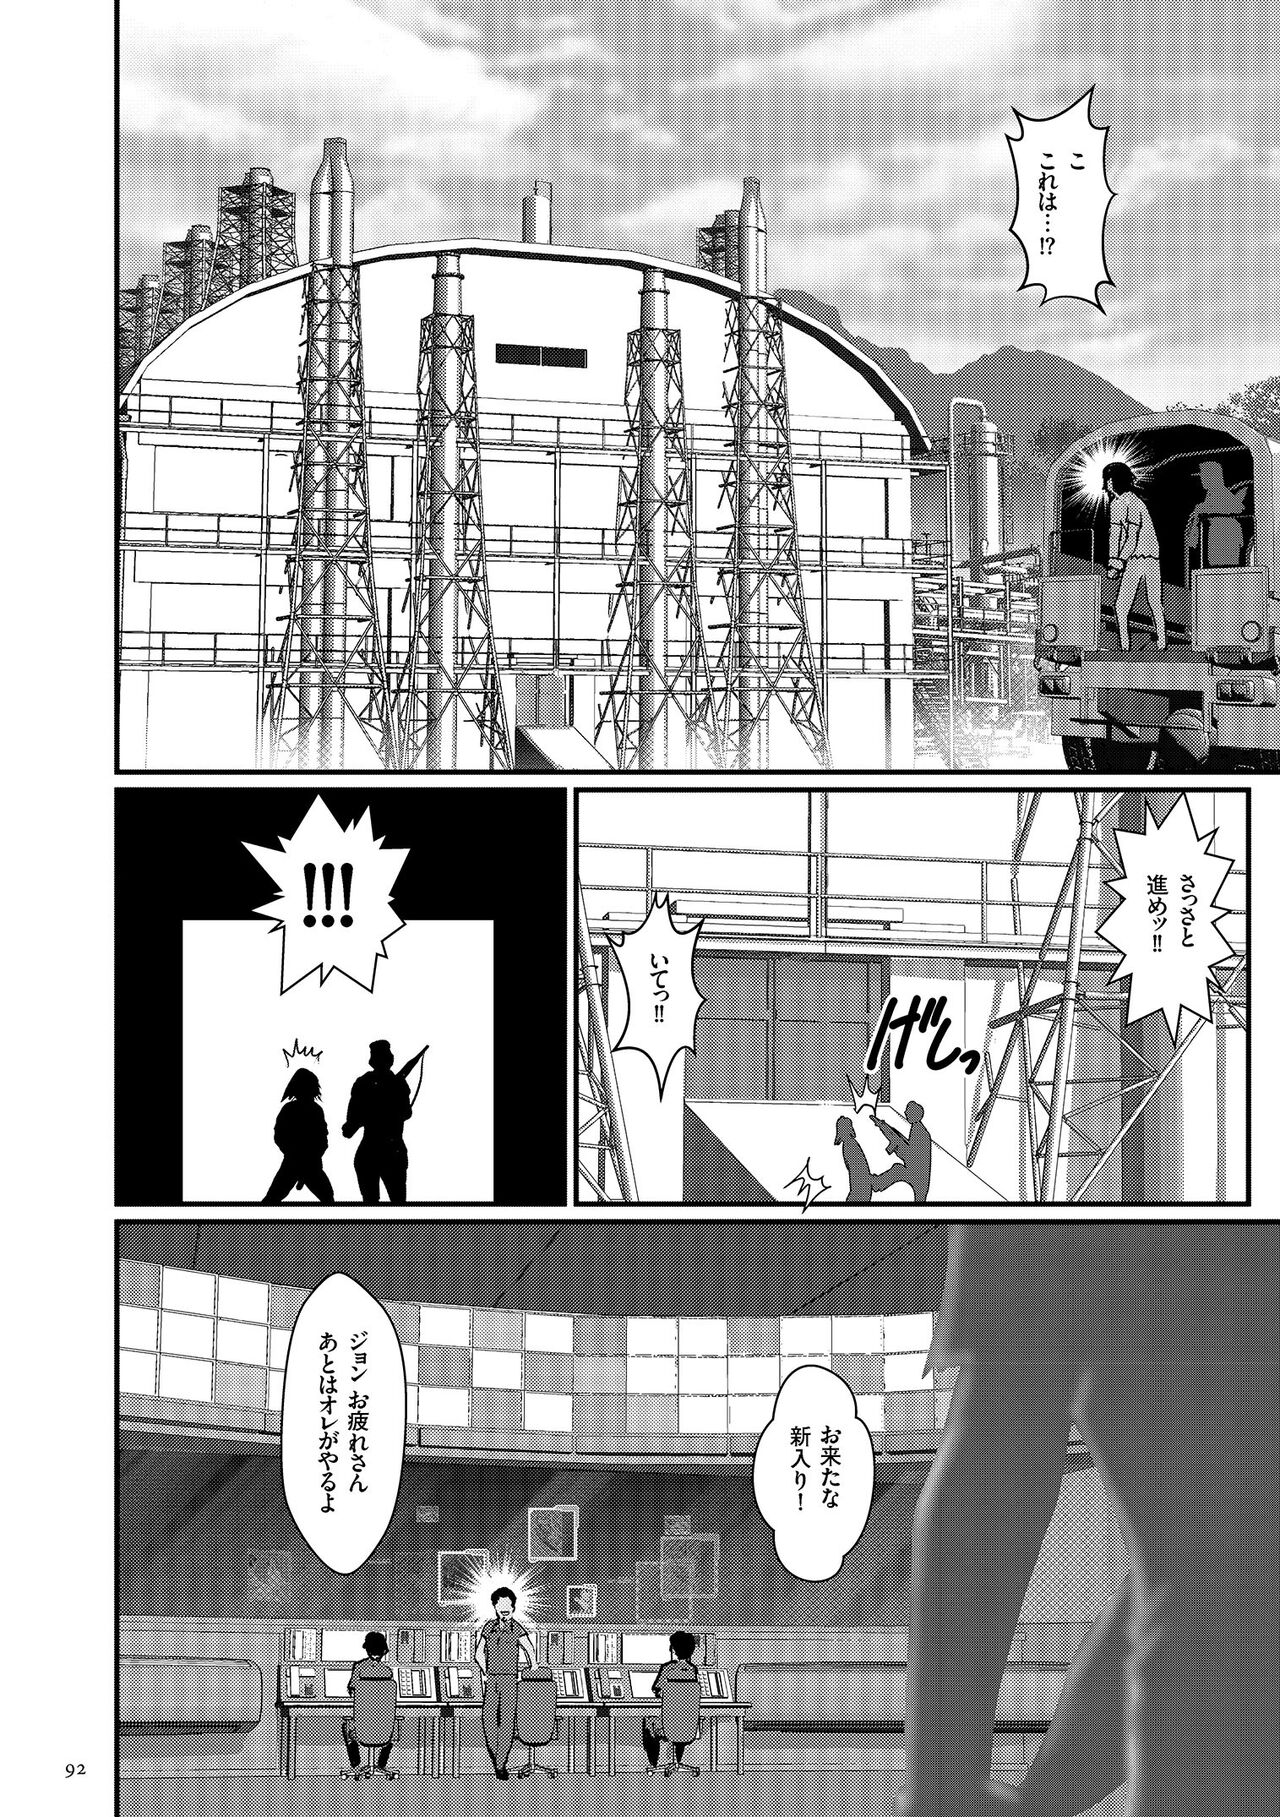 こ
これは…!?
さっさと
進めッ!!
いてっ!!
げしっ
!!!
お来たな
新入り!
ジョン お疲れさん
あとはオレがやるよ
92